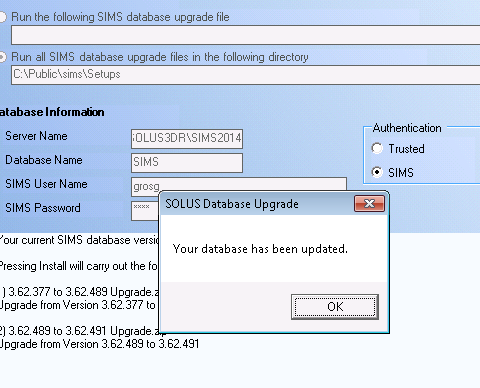 Run the following SIMS database upgrade file
Run all SIMS database upgrade files in the following directory
C:\Public\sims\Setups
atabase Information
Server Name
OLUS3DR\SIMS2014
Database Name
SIMS
SIMS User Name
grosg
SIMS Password
****
Authentication
Trusted
SIMS
SOLUS Database Upgrade
Your database has been updated.
OK
Your current SIMS database versio
Pressing Install will carry out the fo
) 3.62.377 to 3.62.489 Upgrade.z
Upgrade from Version 3.62.377 to
2) 3.62.489 to 3.62.491 Upgrade.zip
Upgrade from Version 3.62.489 to 3.62.491